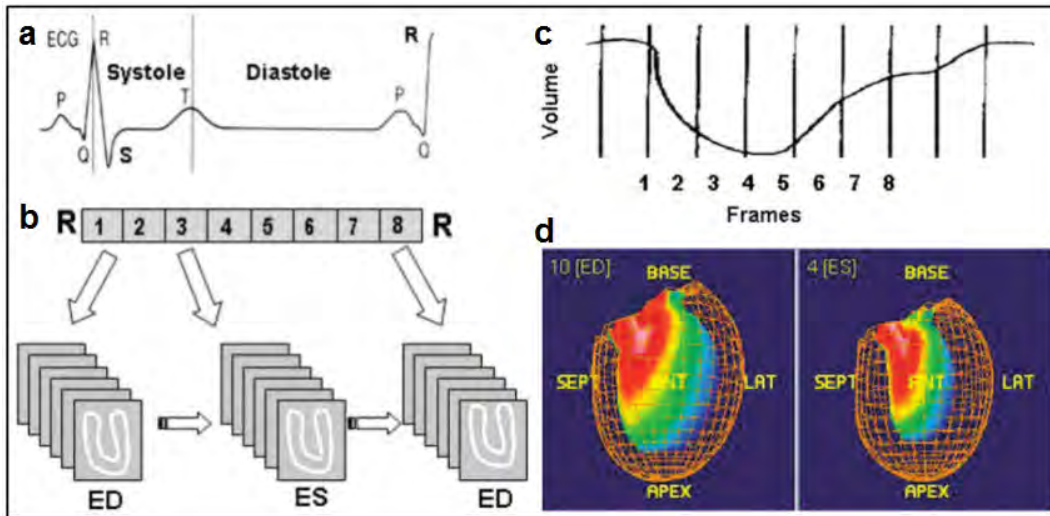 a
ECG
R
R
Systole
Diastole
P
T
P
Q
S
Q
b
R 1 2 3 4 5 6 7 8 R
ED
ES
ED
c
Volume
1 2 3 4 5 6 7 8
Frames
d
10 [ED]
BASE
SEPT
ANT
LAT
APEX
4 [ES]
BASE
SEPT
ANT
LAT
APEX